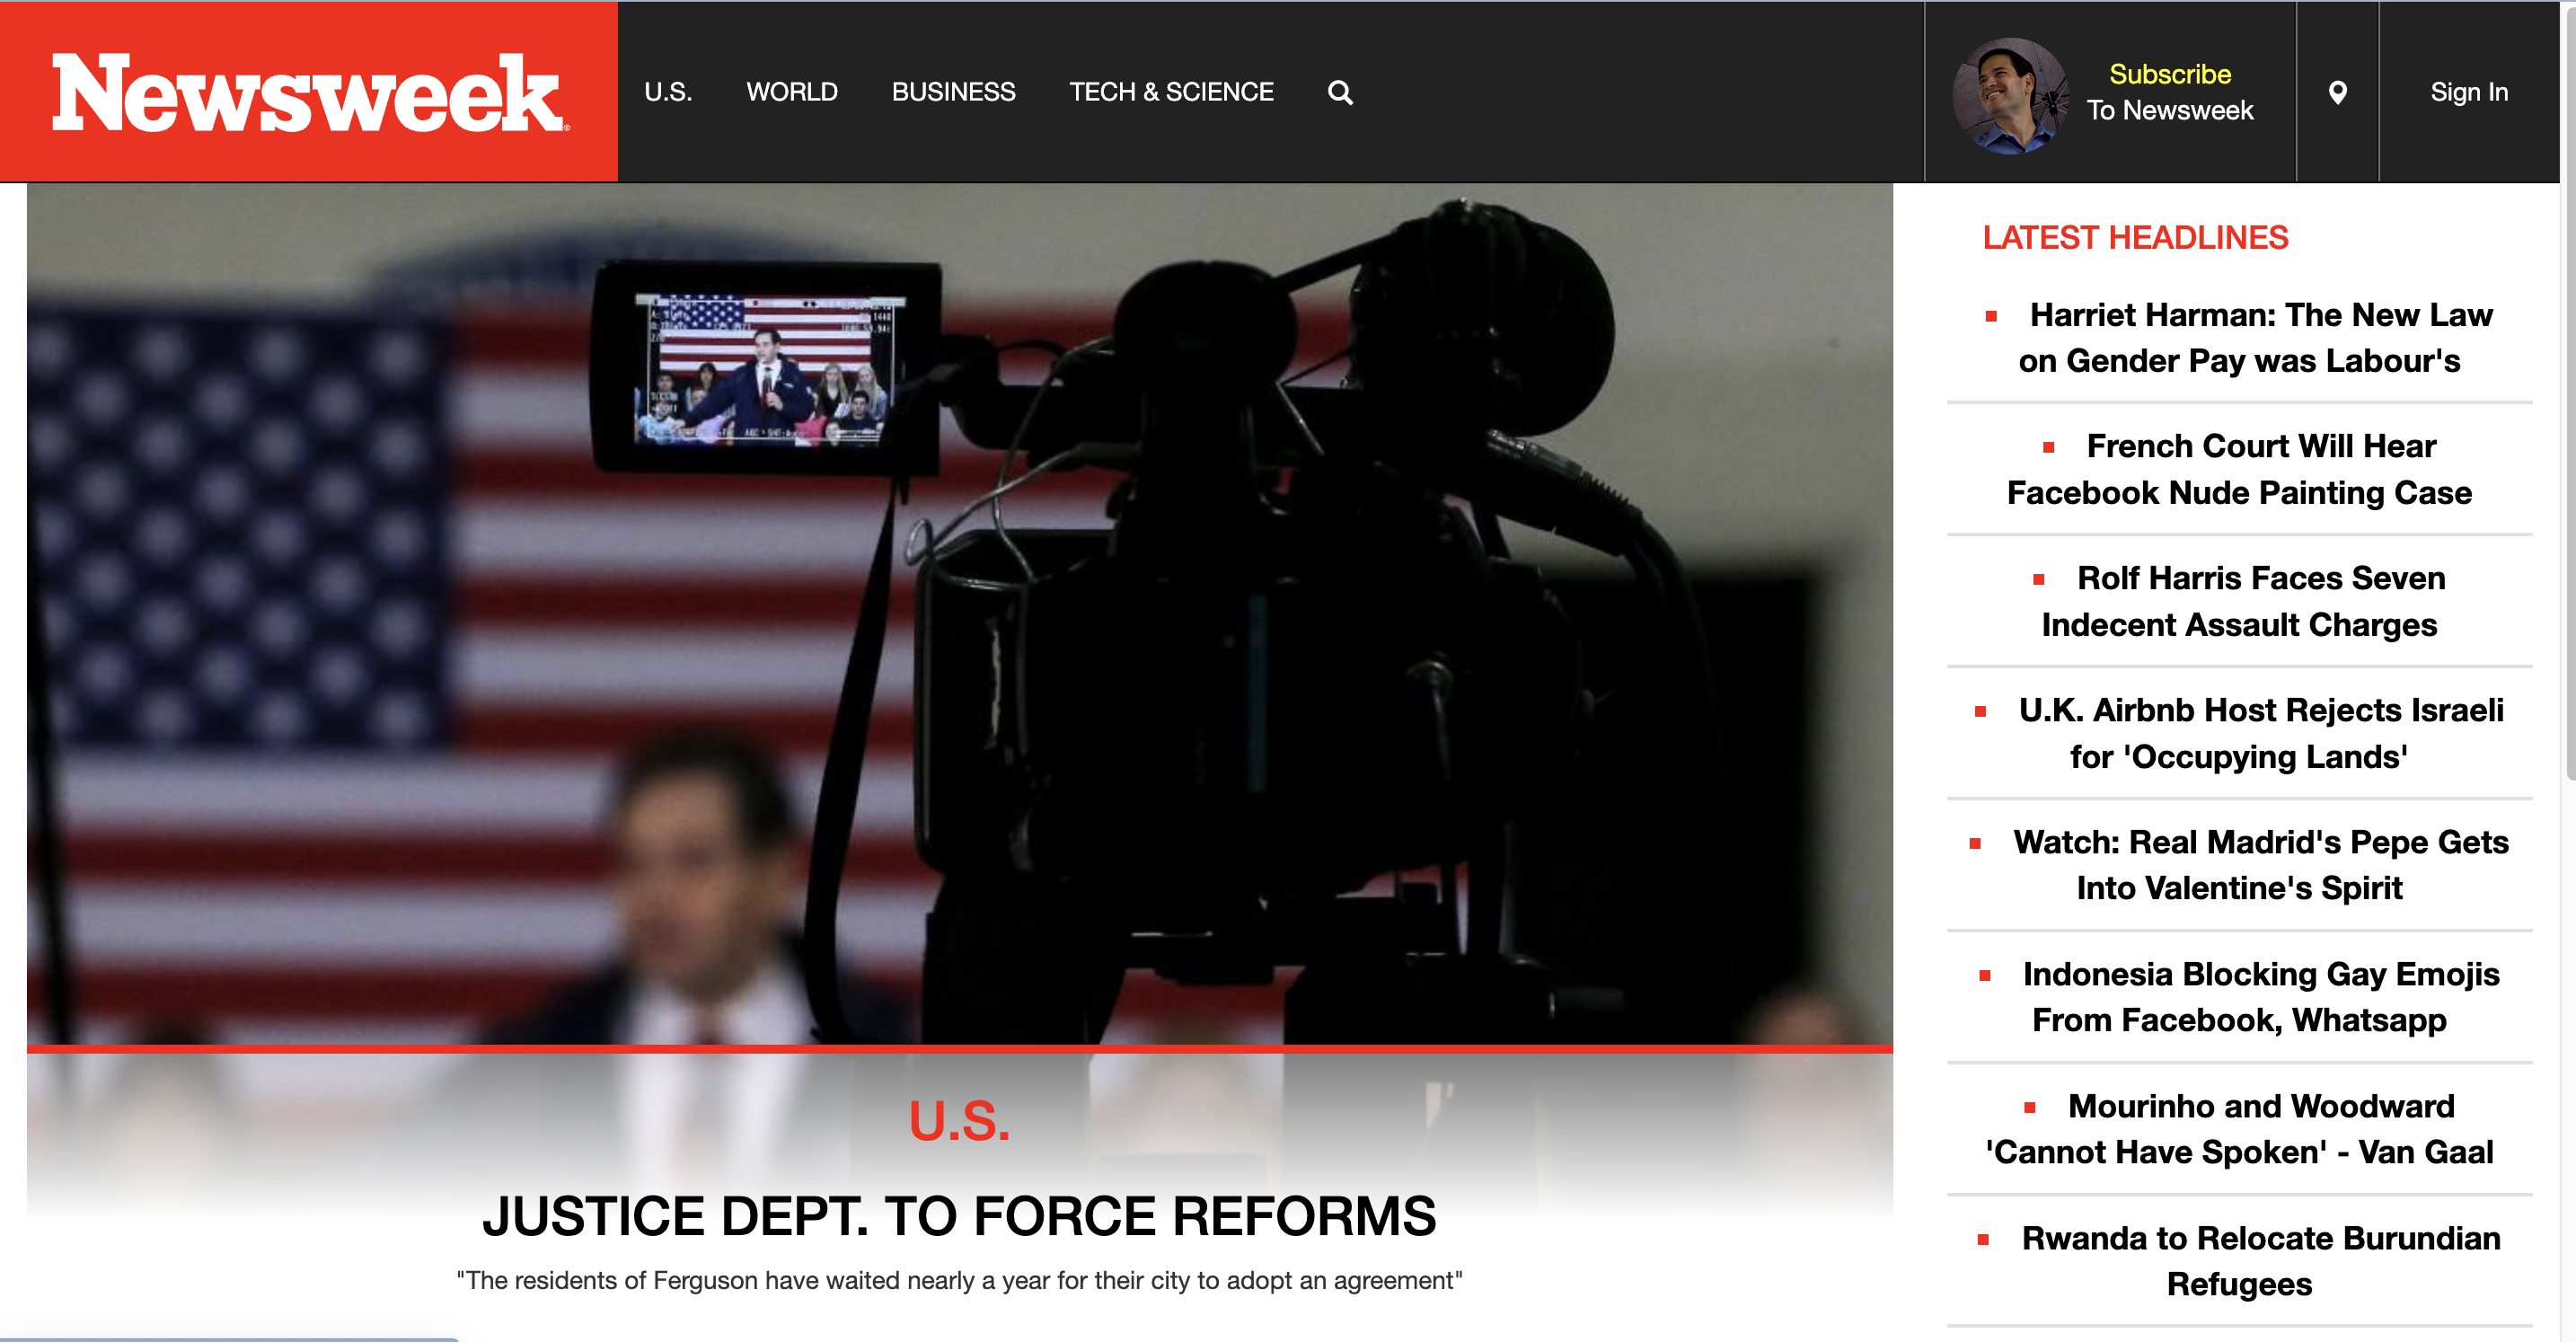 Newsweek
U.S.
WORLD
BUSINESS
TECH & SCIENCE
Subscribe
To Newsweek
Sign In
U.S.
JUSTICE DEPT. TO FORCE REFORMS
"The residents of Ferguson have waited nearly a year for their city to adopt an agreement"
LATEST HEADLINES
Harriet Harman: The New Law
on Gender Pay was Labour's
French Court Will Hear
Facebook Nude Painting Case
Rolf Harris Faces Seven
Indecent Assault Charges
U.K. Airbnb Host Rejects Israeli
for 'Occupying Lands'
Watch: Real Madrid's Pepe Gets
Into Valentine's Spirit
Indonesia Blocking Gay Emojis
From Facebook, Whatsapp
Mourinho and Woodward
'Cannot Have Spoken' - Van Gaal
Rwanda to Relocate Burundian
Refugees